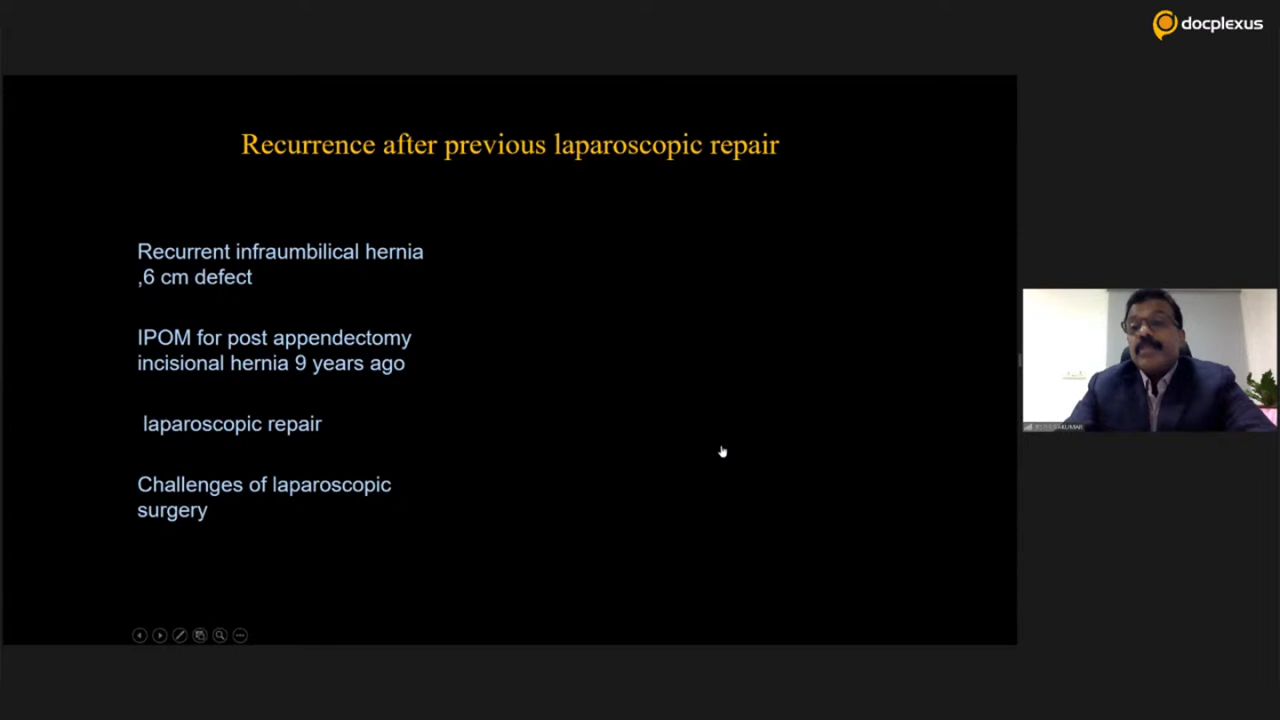 docplexus
Recurrence after previous laparoscopic repair
Recurrent infraumbilical hernia
,6 cm defect
IPOM for post appendectomy
incisional hernia 9 years ago
laparoscopic repair
Challenges of laparoscopic
surgery